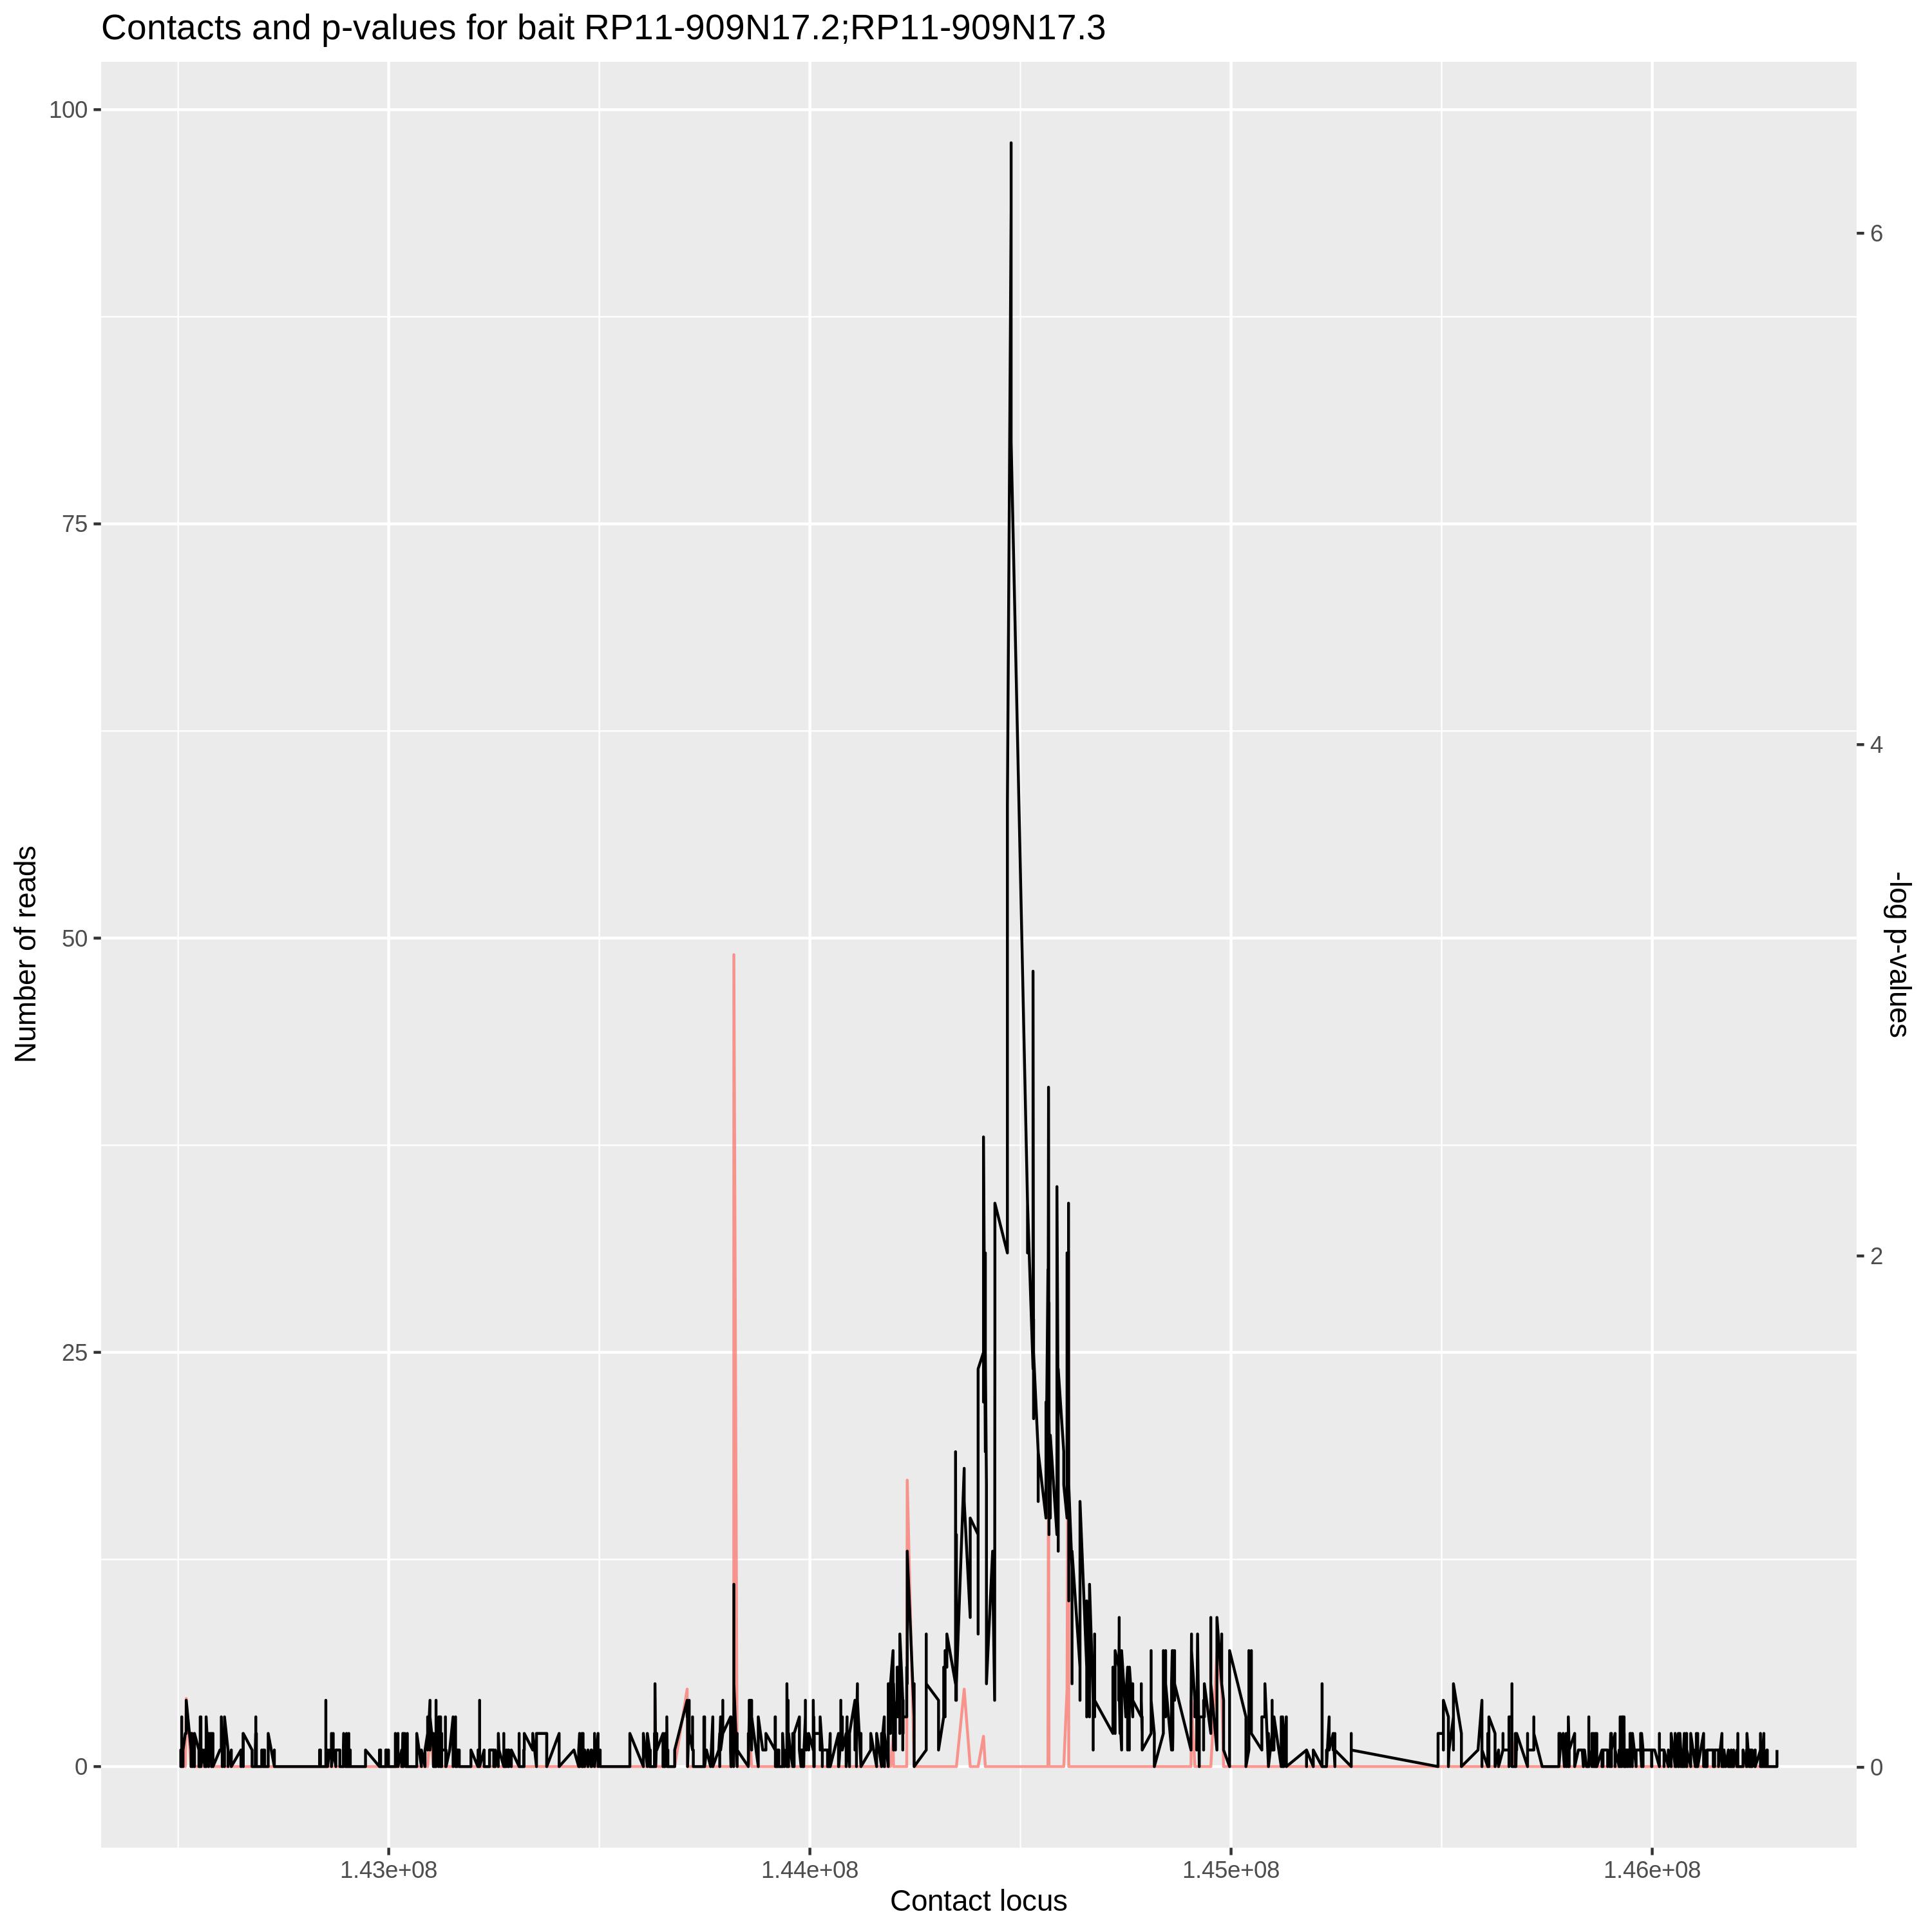 Contacts and p-values for bait RP11-909N17.2;RP11-909N17.3
100
75
50
25
0
Number of reads
6
4
2
0
-log p-values
1.43e+08
1.44e+08
1.45e+08
1.46e+08
Contact locus